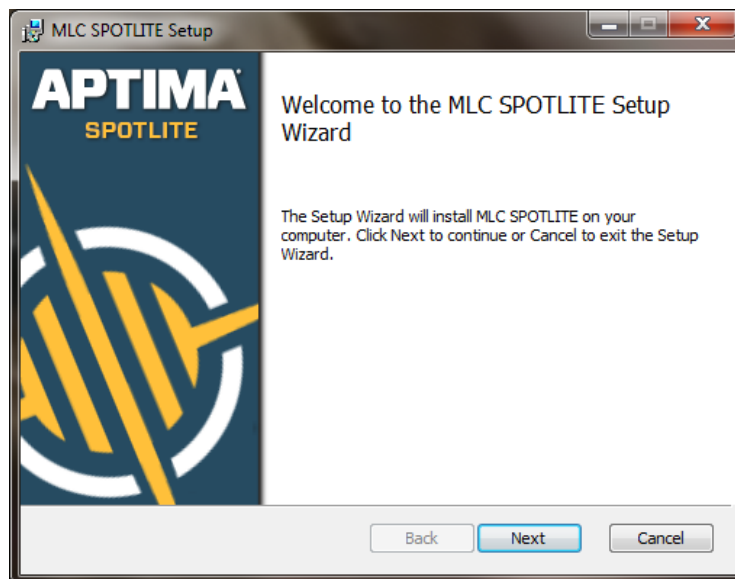 MLC SPOTLITE Setup
APTIMA
SPOTLITE
Welcome to the MLC SPOTLITE Setup
Wizard
The Setup Wizard will install MLC SPOTLITE on your
computer. Click Next to continue or Cancel to exit the Setup
Wizard.
Back
Next
Cancel